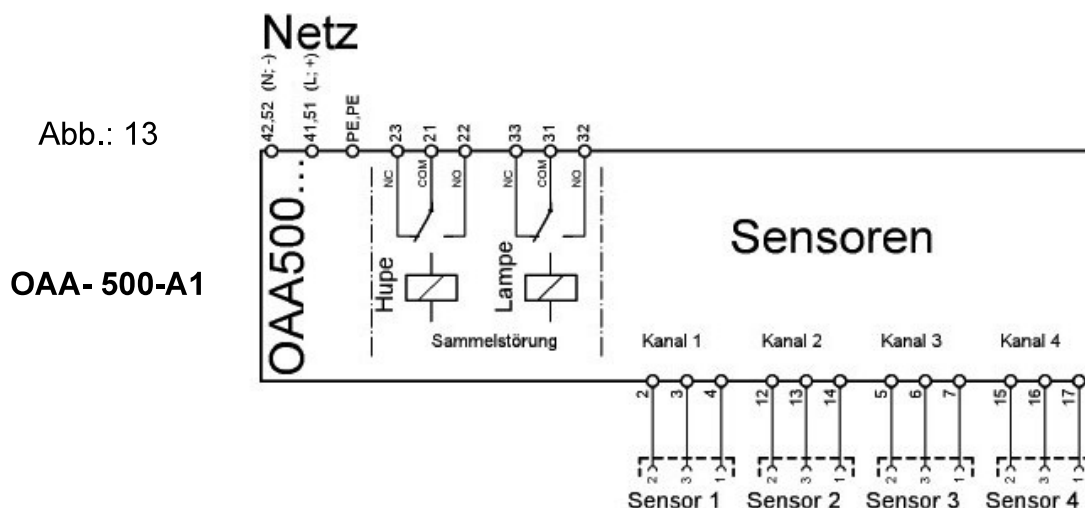 Netz
42,52 (N; -)
41,51 (L; +)
PE,PE
23
21
22
33
31
32
Abb.: 13
NC
COM
NO
NC
COM
NO
OAA500...
OAA- 500-A1
Hupe
Lampe
Sensoren
Sammelstörung
Kanal 1
Kanal 2
Kanal 3
Kanal 4
2
3
4
12
13
14
5
6
7
15
16
17
2
3
1
2
3
1
2
3
1
2
3
1
Sensor 1
Sensor 2
Sensor 3
Sensor 4